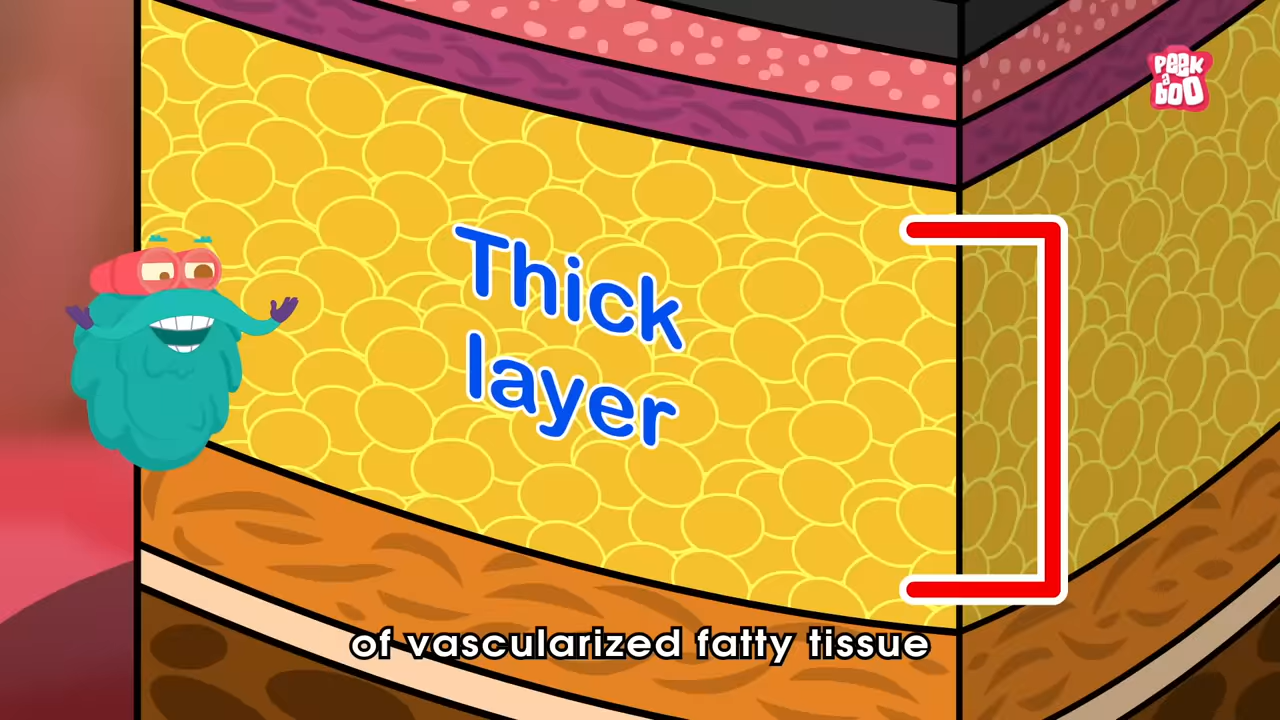 PEEK
a
BOO
Thick
layer
of vascularized fatty tissue